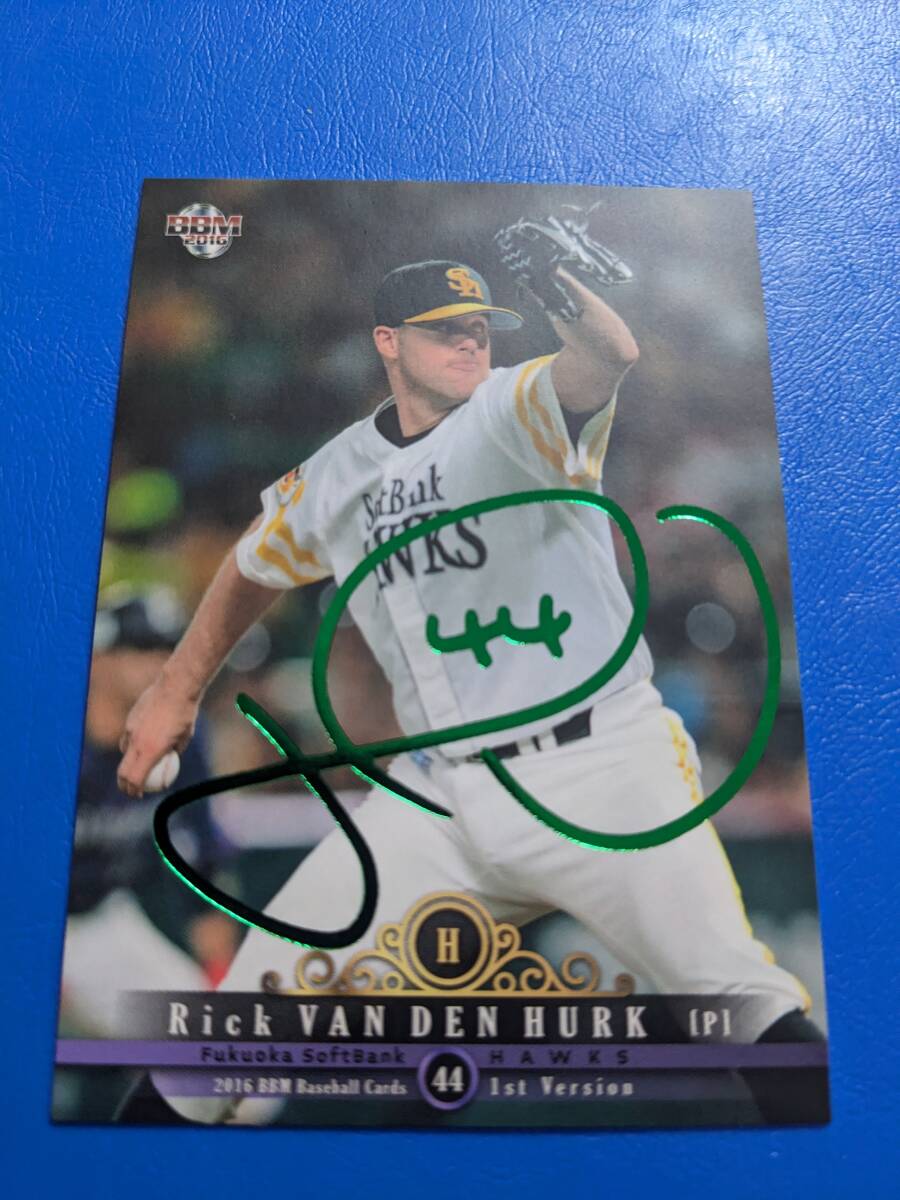 BBM
2016
SH
SoftBank
HAWKS
44
H
Rick VAN DEN HURK [P]
Fukuoka SoftBank HAWKS
44
2016 BBM Baseball Cards 1st Version